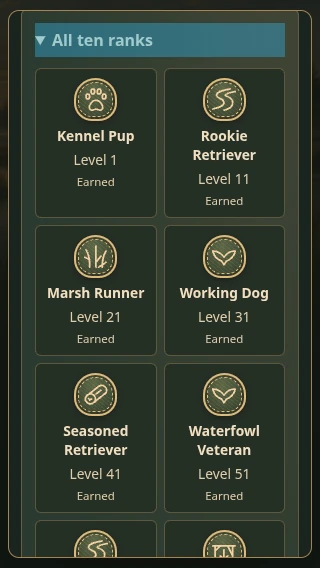 All ten ranks
Kennel Pup
Level 1
Earned
Rookie
Retriever
Level 11
Earned
Marsh Runner
Level 21
Earned
Working Dog
Level 31
Earned
Seasoned
Retriever
Level 41
Earned
Waterfowl
Veteran
Level 51
Earned